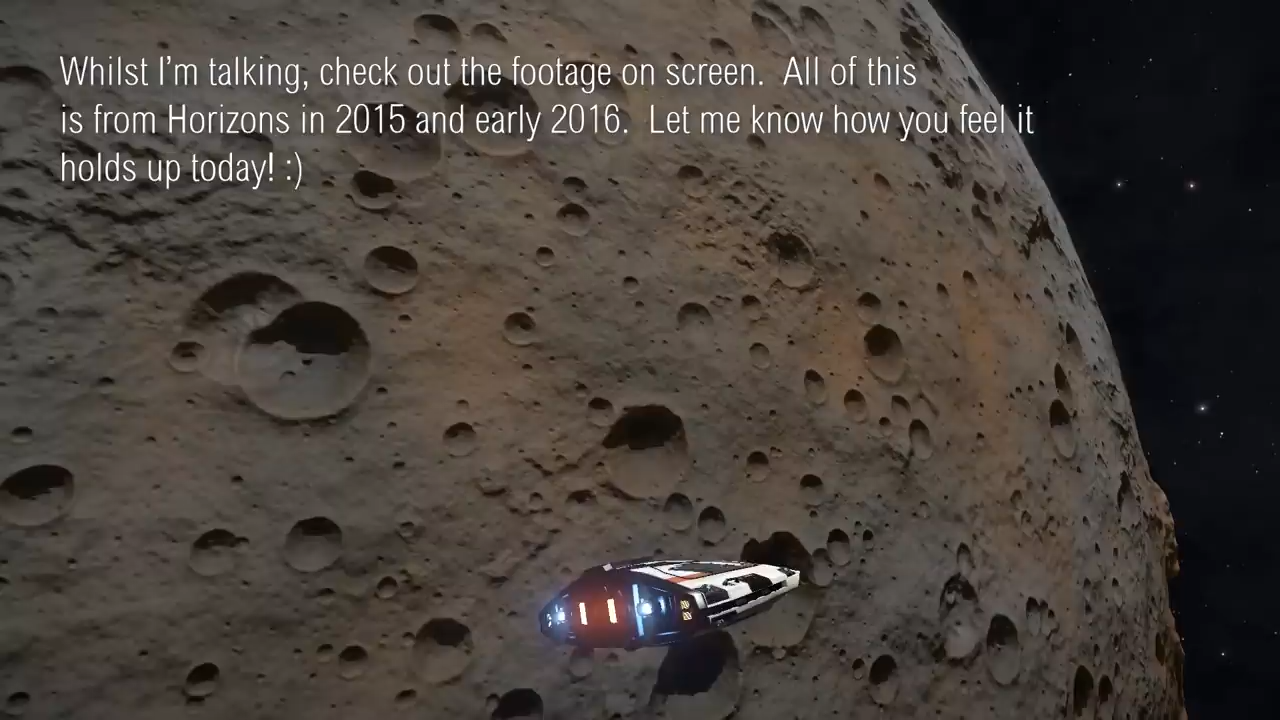 Whilst I'm talking, check out the footage on screen.  All of this
is from Horizons in 2015 and early 2016.  Let me know how you feel it
holds up today! :)